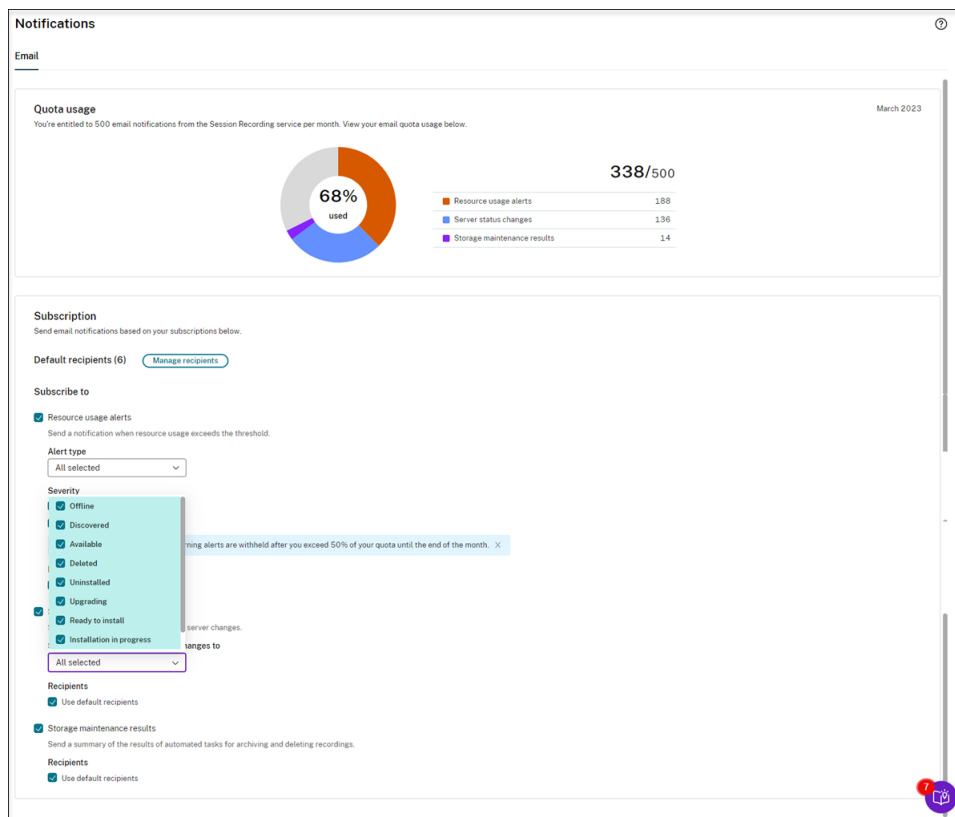 Notifications
Email
Quota usage
March 2023
You're entitled to 500 email notifications from the Session Recording service per month. View your email quota usage below.
68%
used
338/500
Resource usage alerts 188
Server status changes 136
Storage maintenance results 14
Subscription
Send email notifications based on your subscriptions below.
Default recipients (6) Manage recipients
Subscribe to
Resource usage alerts
Send a notification when resource usage exceeds the threshold.
Alert type
All selected
Severity
Offline
Discovered
Available
rning alerts are withheld after you exceed 50% of your quota until the end of the month.
Deleted
Uninstalled
Upgrading
Ready to install
server changes.
Installation in progress
anges to
All selected
Recipients
Use default recipients
Storage maintenance results
Send a summary of the results of automated tasks for archiving and deleting recordings.
Recipients
Use default recipients
7